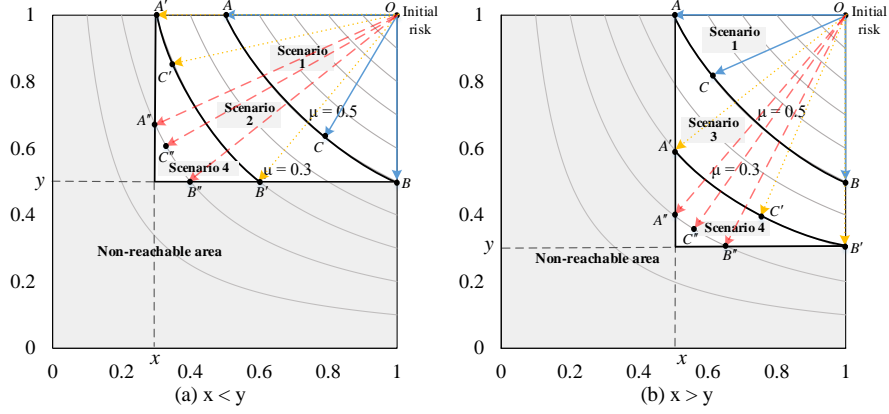 1
0.8
0.6
y
0.4
0.2
0
0
0.2
x
0.4
0.6
0.8
1
A′
A
O
Initial
risk
Scenario
1
C′
Scenario
2
μ = 0.5
A″
C
C″
Scenario 4
μ = 0.3
B″
B′
B
Non-reachable area
(a) x < y
1
0.8
0.6
0.4
y
0.2
0
0
0.2
0.4
x
0.6
0.8
1
A
O
Initial
risk
Scenario
1
C
μ = 0.5
Scenario
3
A′
μ = 0.3
A″
C′
C″
Scenario 4
B″
B′
B
Non-reachable area
(b) x > y